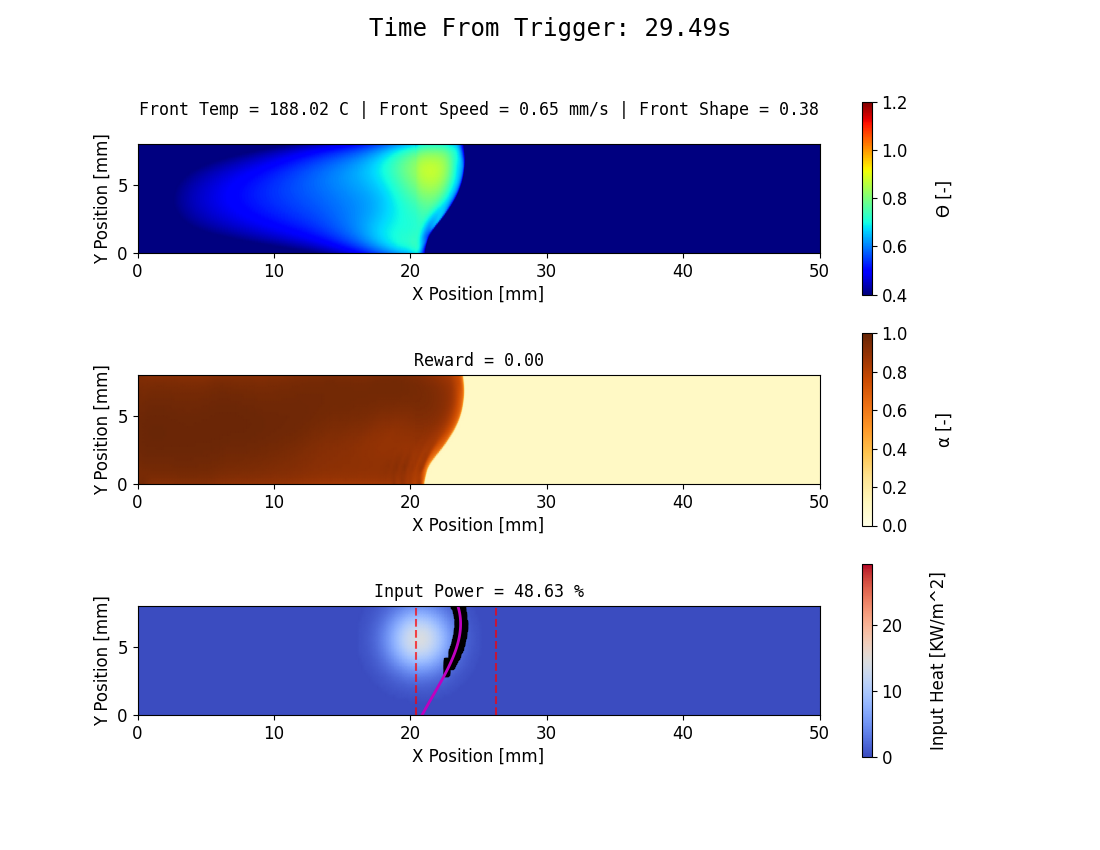 Time From Trigger: 29.49s
Front Temp = 188.02 C | Front Speed = 0.65 mm/s | Front Shape = 0.38
Y Position [mm]
5
0
0 10 20 30 40 50
X Position [mm]
1.2
1.0
0.8
0.6
0.4
Θ [-]
Reward = 0.00
Y Position [mm]
5
0
0 10 20 30 40 50
X Position [mm]
1.0
0.8
0.6
0.4
0.2
0.0
α [-]
Input Power = 48.63 %
Y Position [mm]
5
0
0 10 20 30 40 50
X Position [mm]
20
10
0
Input Heat [KW/m^2]